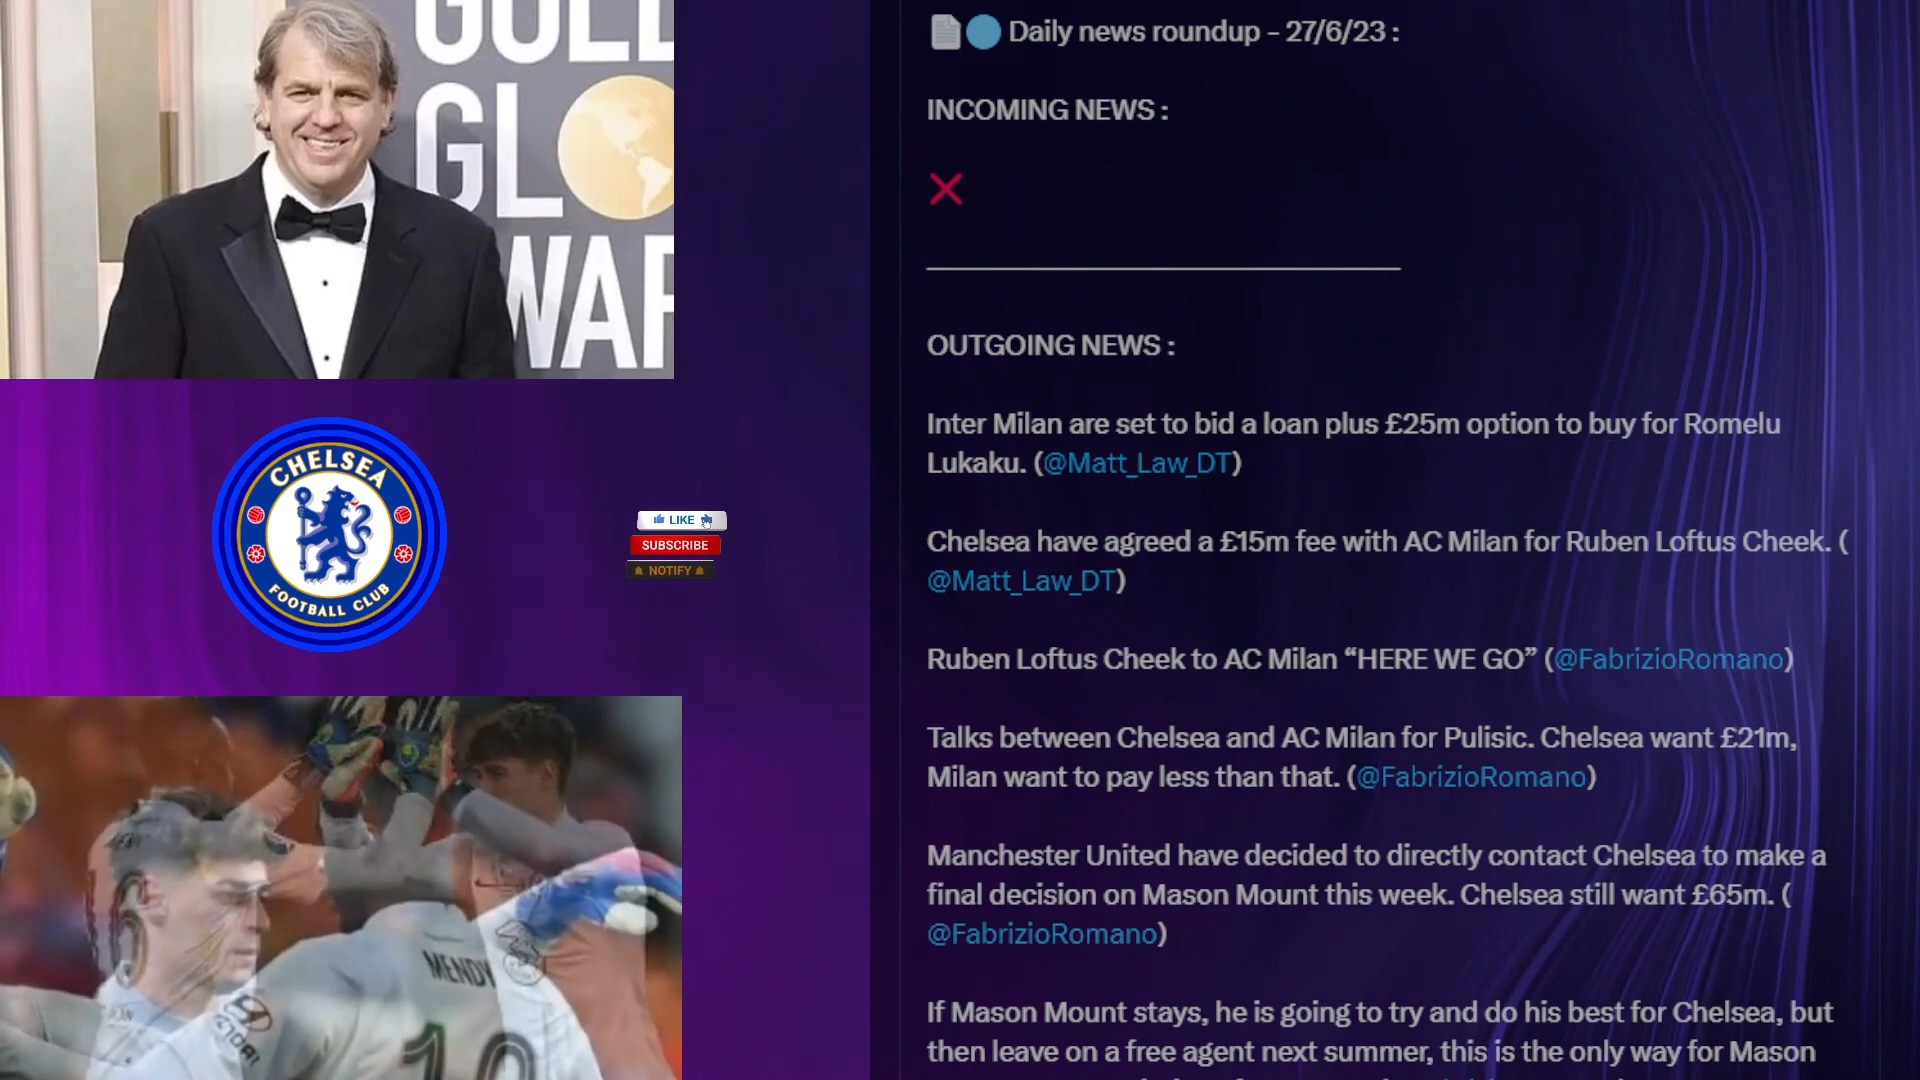 GOLD
GL
WAR
CHELSEA
FOOTBALL CLUB
LIKE
SUBSCRIBE
NOTIFY
MENDY
10
Daily news roundup - 27/6/23 :
INCOMING NEWS :
OUTGOING NEWS :
Inter Milan are set to bid a loan plus £25m option to buy for Romelu
Lukaku. (@Matt_Law_DT)
Chelsea have agreed a £15m fee with AC Milan for Ruben Loftus Cheek. (
@Matt_Law_DT)
Ruben Loftus Cheek to AC Milan “HERE WE GO” (@FabrizioRomano)
Talks between Chelsea and AC Milan for Pulisic. Chelsea want £21m,
Milan want to pay less than that. (@FabrizioRomano)
Manchester United have decided to directly contact Chelsea to make a
final decision on Mason Mount this week. Chelsea still want £65m. (
@FabrizioRomano)
If Mason Mount stays, he is going to try and do his best for Chelsea, but
then leave on a free agent next summer, this is the only way for Mason